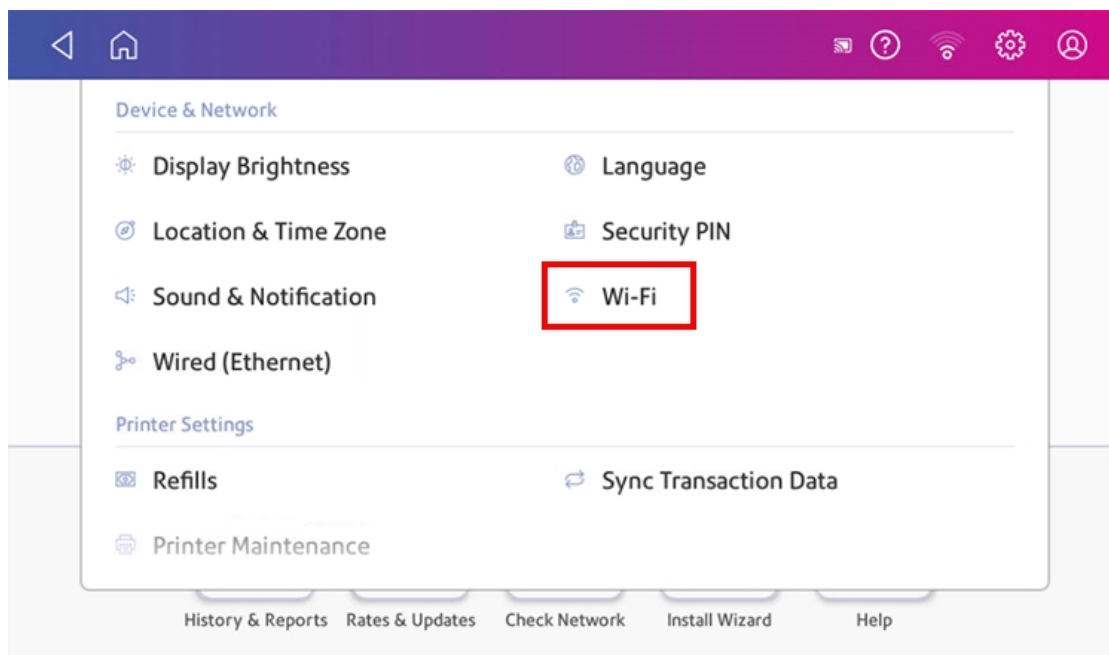 Device & Network
Display Brightness
Language
Location & Time Zone
Security PIN
Sound & Notification
Wi-Fi
Wired (Ethernet)
Printer Settings
Refills
Sync Transaction Data
Printer Maintenance
History & Reports
Rates & Updates
Check Network
Install Wizard
Help